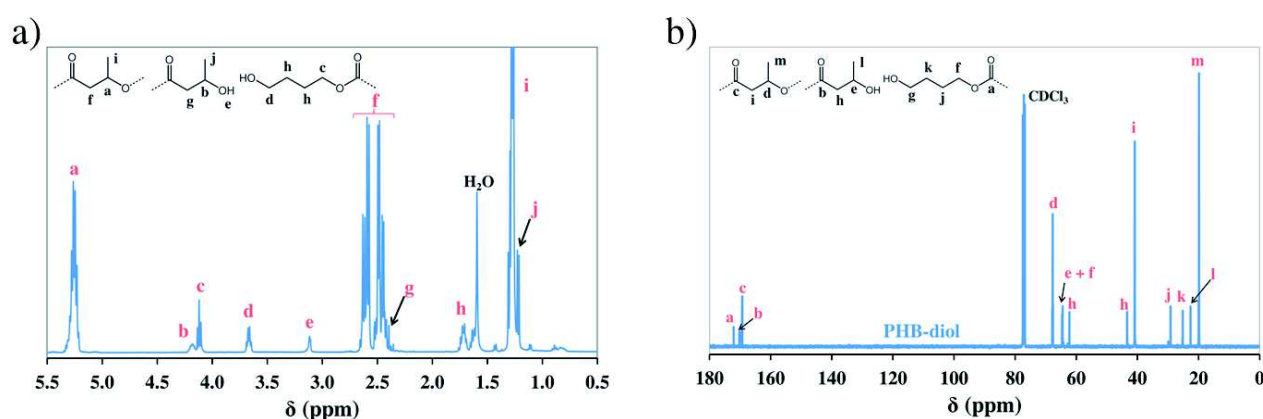 a)
O i
f a O
O j
g b OH
e
HO h c O
d h O
a
b
c
d
e
f
g
h
H₂O
i
j
5.5 5.0 4.5 4.0 3.5 3.0 2.5 2.0 1.5 1.0 0.5
δ (ppm)
b)
O m
c i d O
O l
b h e OH
HO k f O
g j O a
m
CDCl₃
i
d
e + f
c
h
h
j
k
l
a
b
PHB-diol
180 160 140 120 100 80 60 40 20 0
δ (ppm)